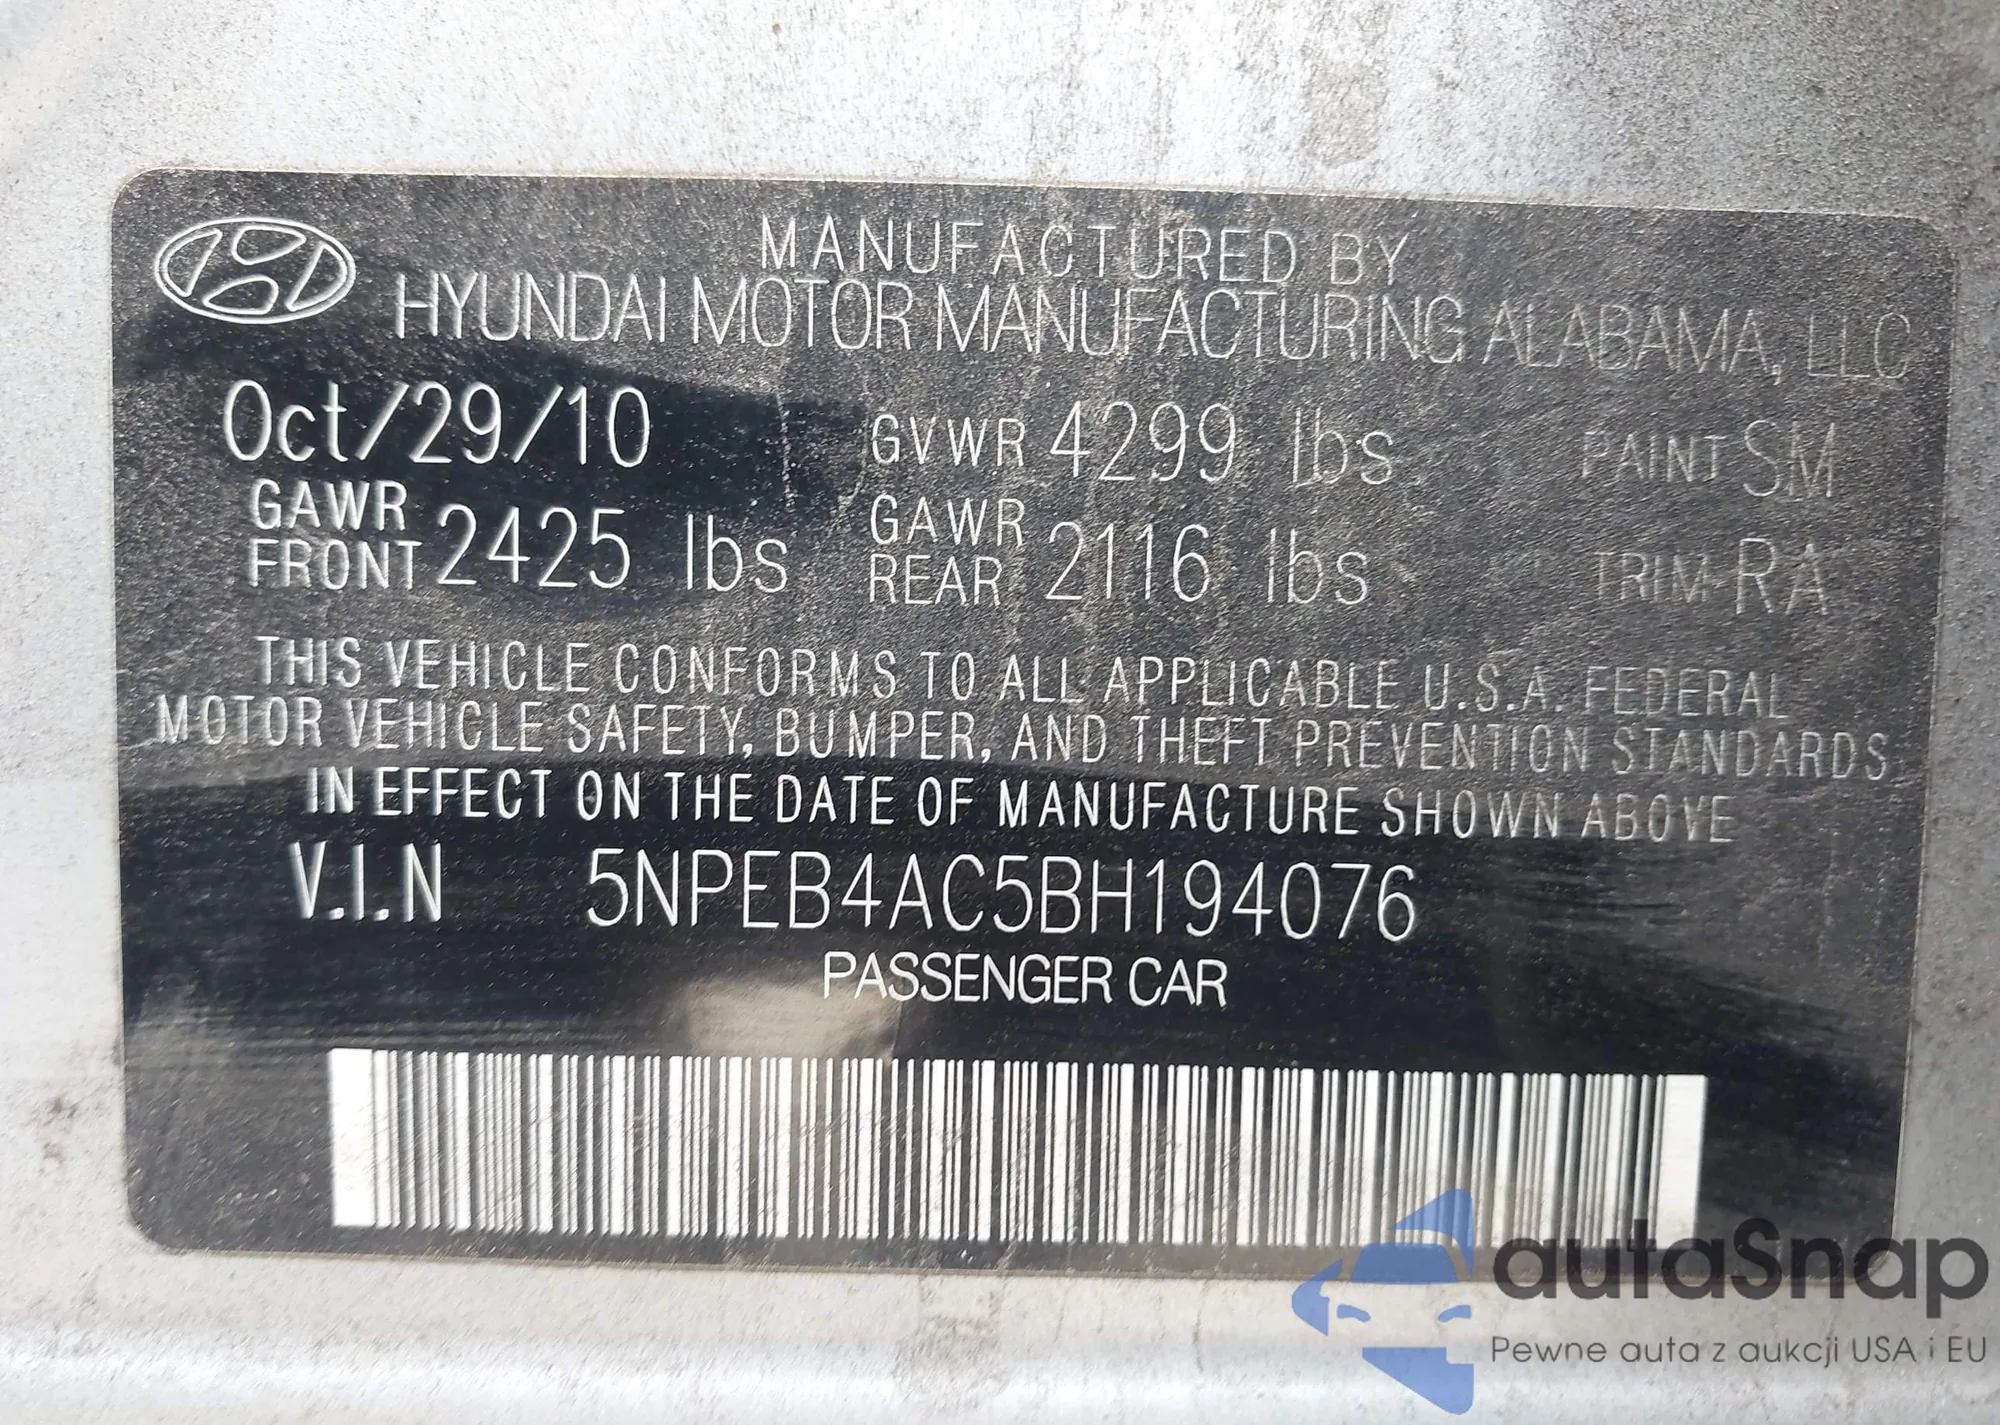 MANUFACTURED BY
HYUNDAI MOTOR MANUFACTURING ALABAMA, LLC
Oct/29/10 GVWR 4299 lbs PAINT SM
GAWR FRONT 2425 lbs GAWR REAR 2116 lbs TRIM RA
THIS VEHICLE CONFORMS TO ALL APPLICABLE U.S.A. FEDERAL
MOTOR VEHICLE SAFETY, BUMPER, AND THEFT PREVENTION STANDARDS
IN EFFECT ON THE DATE OF MANUFACTURE SHOWN ABOVE
V.I.N 5NPEB4AC5BH194076
PASSENGER CAR
autaSnap
Pewne auta z aukcji USA i EU